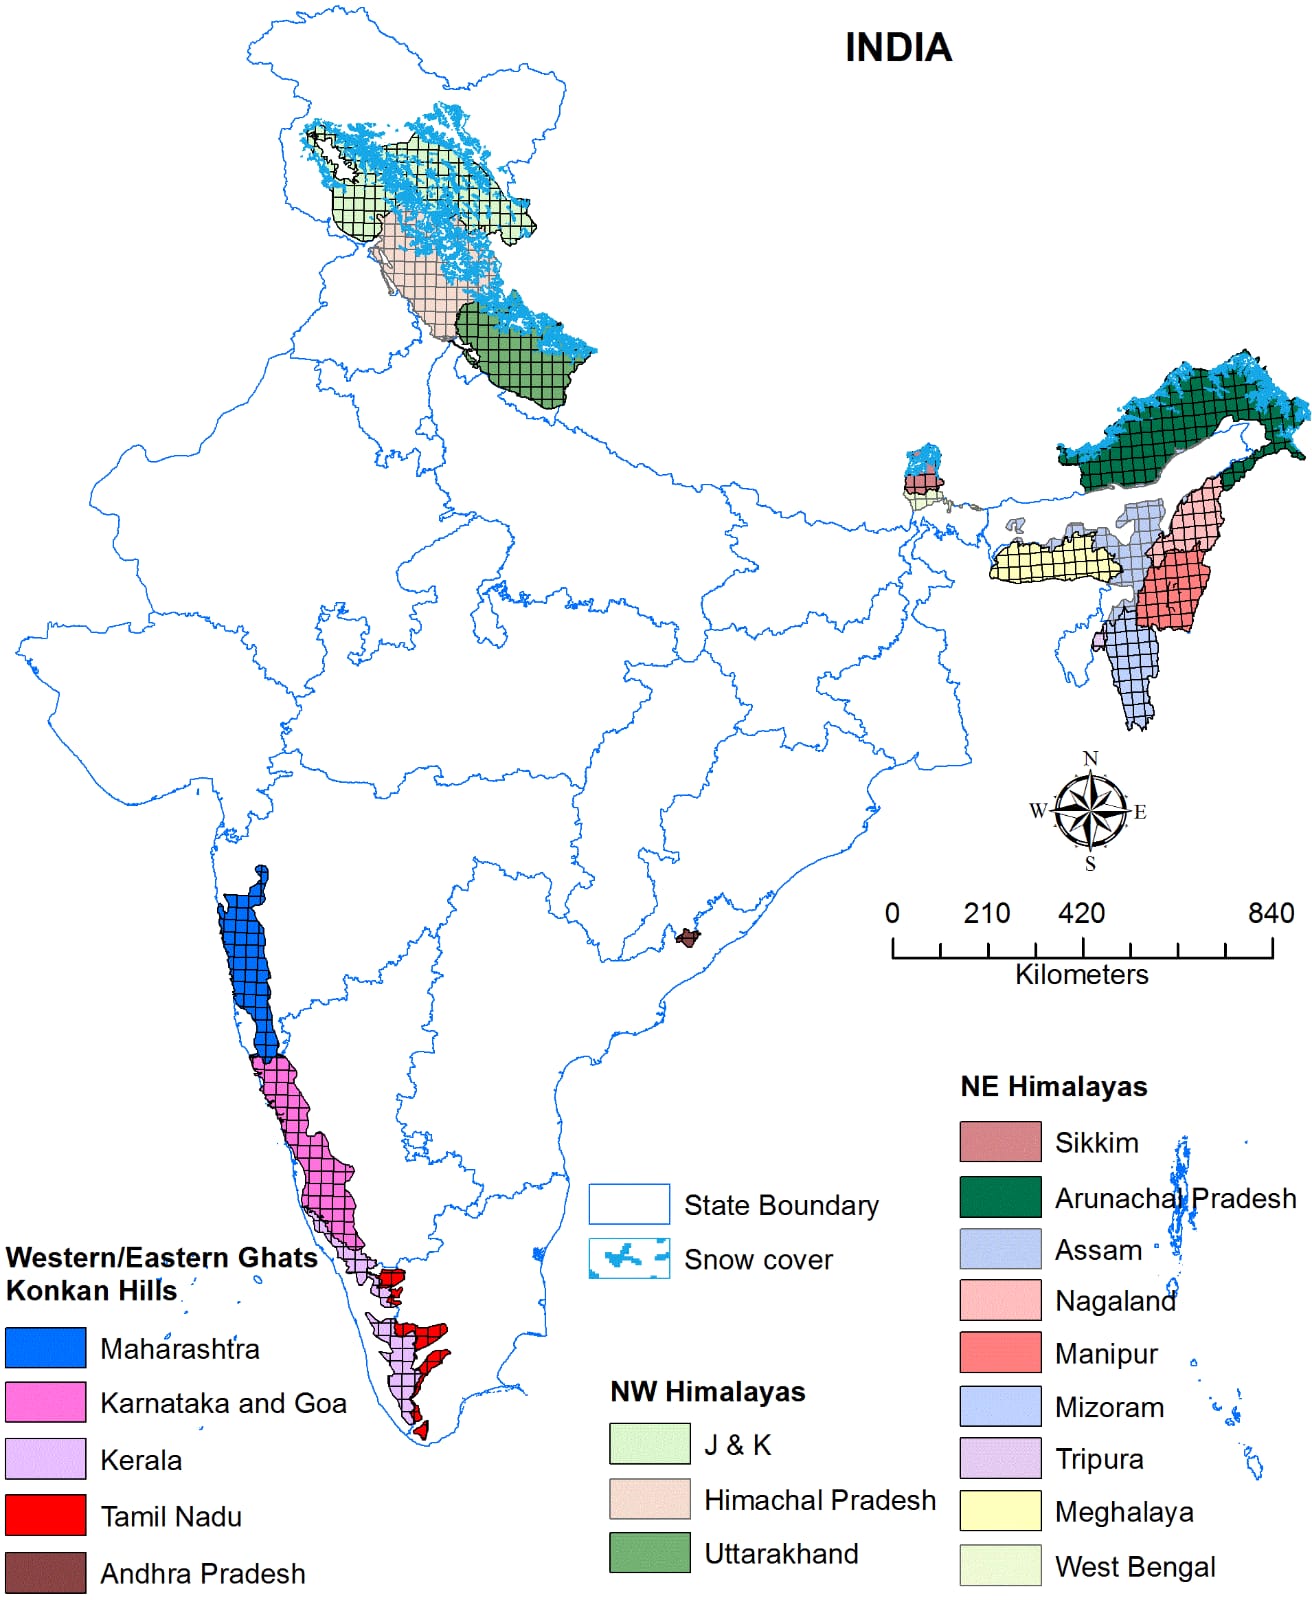 INDIA
N
W
E
S
0 210 420 840
Kilometers
NE Himalayas
Sikkim
Arunachal Pradesh
Assam
Nagaland
Manipur
Mizoram
Tripura
Meghalaya
West Bengal
State Boundary
Snow cover
Western/Eastern Ghats
Konkan Hills
Maharashtra
Karnataka and Goa
Kerala
Tamil Nadu
Andhra Pradesh
NW Himalayas
J & K
Himachal Pradesh
Uttarakhand